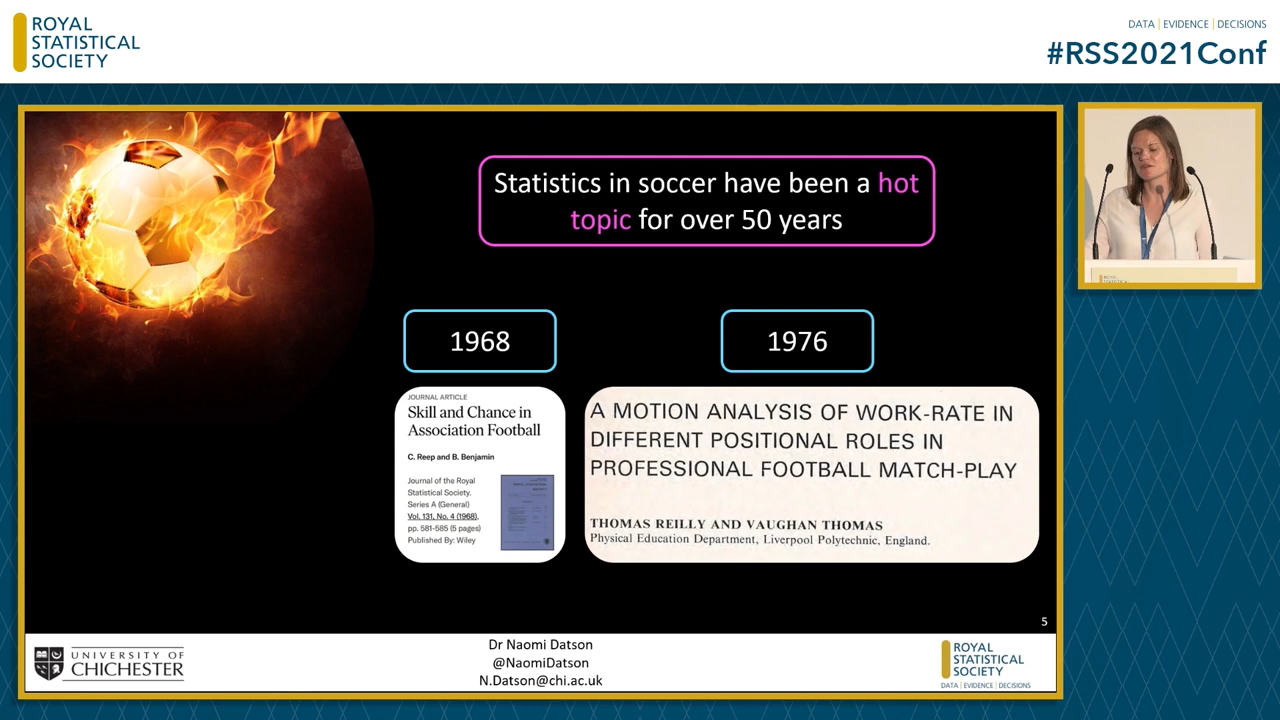 ROYAL
STATISTICAL
SOCIETY
DATA | EVIDENCE | DECISIONS
#RSS2021Conf
Statistics in soccer have been a hot
topic for over 50 years
1968
1976
JOURNAL ARTICLE
Skill and Chance in
Association Football
C. Reep and B. Benjamin
Journal of the Royal
Statistical Society.
Series A (General)
Vol. 131, No. 4 (1968),
pp. 581-585 (5 pages)
Published By: Wiley
A MOTION ANALYSIS OF WORK-RATE IN
DIFFERENT POSITIONAL ROLES IN
PROFESSIONAL FOOTBALL MATCH-PLAY
THOMAS REILLY AND VAUGHAN THOMAS
Physical Education Department, Liverpool Polytechnic, England.
5
UNIVERSITY OF
CHICHESTER
Dr Naomi Datson
@NaomiDatson
N.Datson@chi.ac.uk
ROYAL
STATISTICAL
SOCIETY
DATA | EVIDENCE | DECISIONS